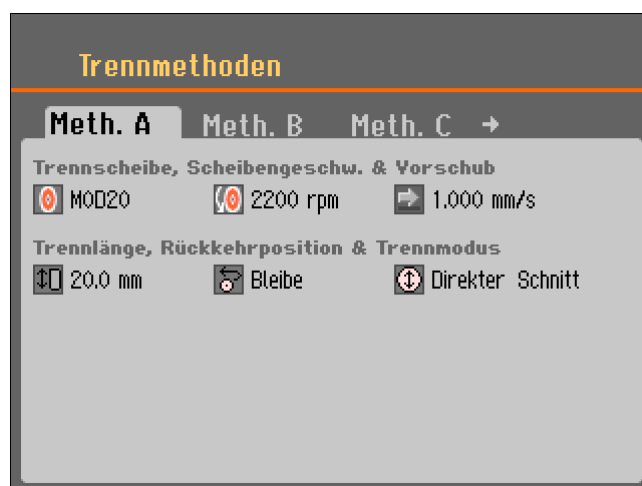 Trennmethoden
Meth. A Meth. B Meth. C →
Trennscheibe, Scheibengeschw. & Vorschub
MOD20 2200 rpm 1.000 mm/s
Trennlänge, Rückkehrposition & Trennmodus
20.0 mm Bleibe Direkter Schnitt